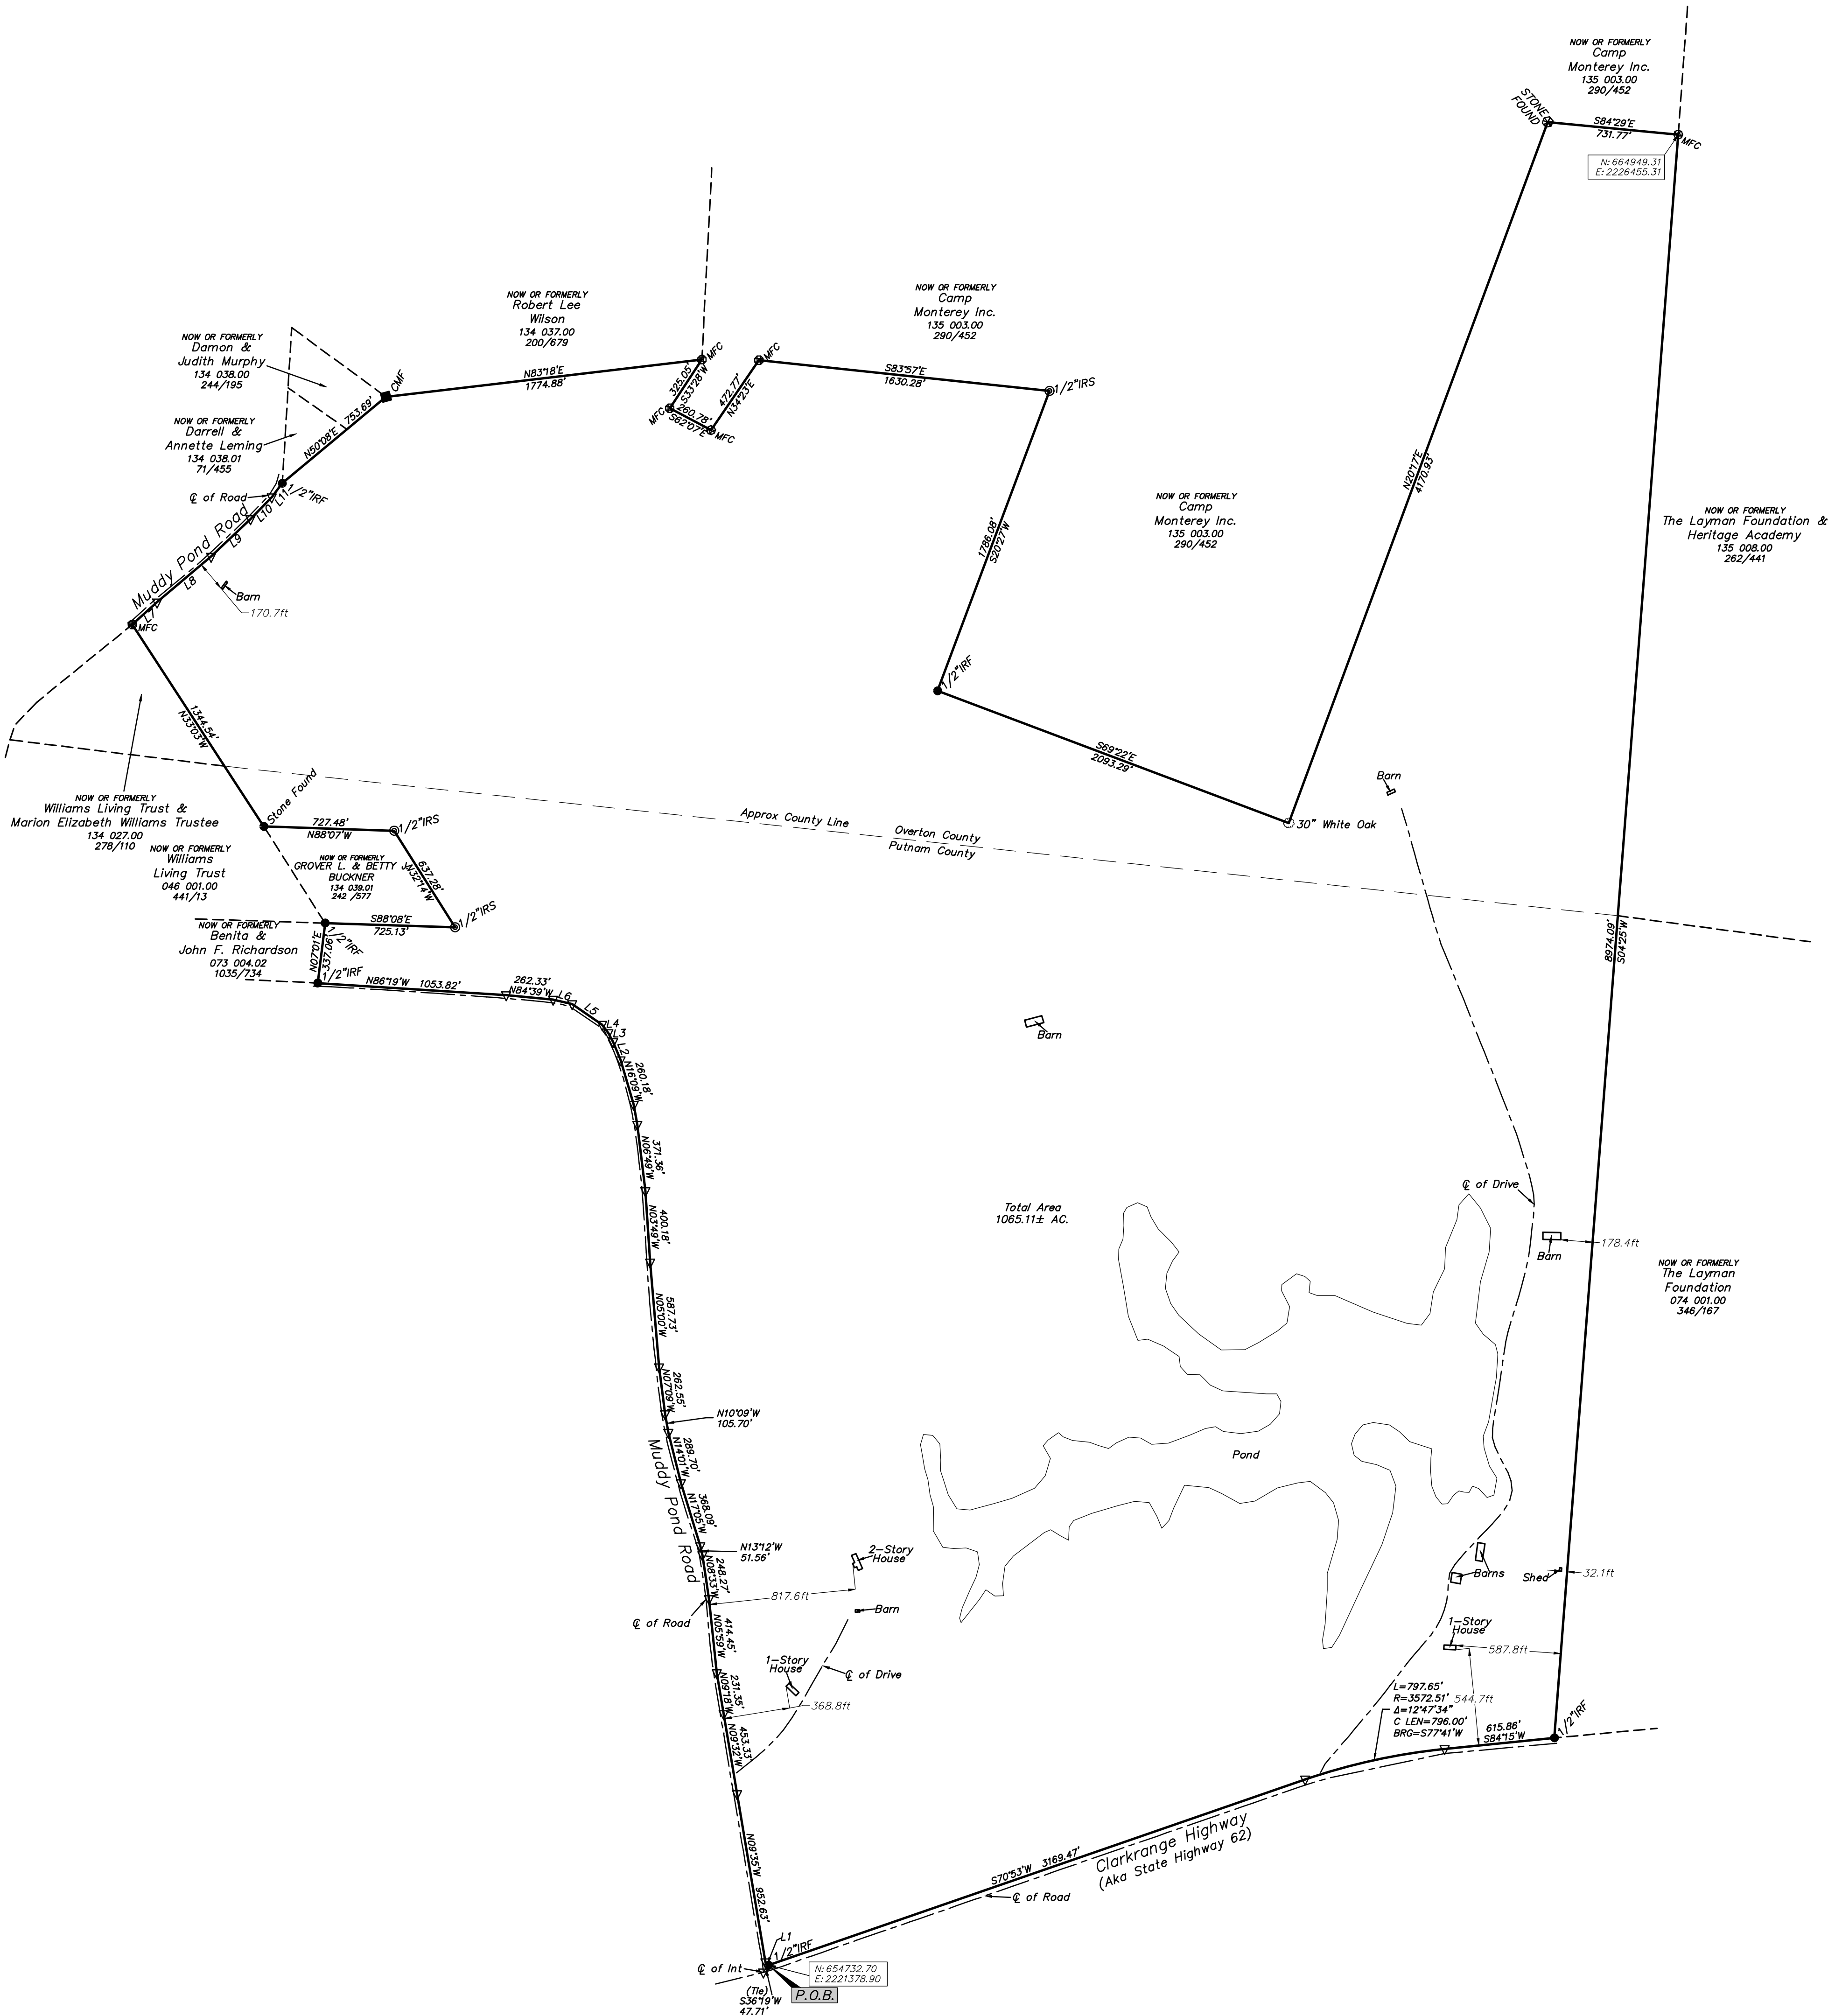 NOW OR FORMERLY
Camp
Monterey Inc.
135 003.00
290/452
STONE
FOUND
S84°29'E
731.77'
MFC
N: 664949.31
E: 2226455.31
NOW OR FORMERLY
Robert Lee
Wilson
134 037.00
200/679
NOW OR FORMERLY
Camp
Monterey Inc.
135 003.00
290/452
NOW OR FORMERLY
Damon &
Judith Murphy
134 038.00
244/195
CMF
N83°18'E
1774.88'
MFC
325.05'
S33°28'W
MFC
260.78'
S62°07'E
MFC
472.77'
N34°23'E
MFC
S83°57'E
1630.28'
1/2"IRS
753.69'
N50°08'E
NOW OR FORMERLY
Darrell &
Annette Leming
134 038.01
71/455
℄ of Road
1/2"IRF
L11
L10
L9
L8
L7
Muddy Pond Road
MFC
Barn
170.7ft
1786.08'
S20°27'W
NOW OR FORMERLY
Camp
Monterey Inc.
135 003.00
290/452
N20°17'E
4170.93'
NOW OR FORMERLY
The Layman Foundation &
Heritage Academy
135 008.00
262/441
1/2"IRF
S69°22'E
2093.29'
30" White Oak
Barn
1344.54'
N33°03'W
Stone Found
NOW OR FORMERLY
Williams Living Trust &
Marion Elizabeth Williams Trustee
134 027.00
278/110
NOW OR FORMERLY
Williams
Living Trust
046 001.00
441/13
727.48'
N88°07'W
1/2"IRS
NOW OR FORMERLY
GROVER L. & BETTY J.
BUCKNER
134 039.01
242 /577
637.28'
N32°14'W
1/2"IRS
S88°08'E
725.13'
Approx County Line
Overton County
Putnam County
8974.09'
S04°25'W
NOW OR FORMERLY
Benita &
John F. Richardson
073 004.02
1035/734
N07°01'E
337.06'
1/2"IRF
1/2"IRF
N86°19'W 1053.82'
262.33'
N84°39'W
L6
L5
L4
L3
L2
260.18'
N16°09'W
Barn
371.36'
N06°49'W
400.18'
N03°49'W
587.73'
N05°00'W
262.55'
N07°09'W
N10°09'W
105.70'
289.70'
N14°01'W
368.09'
N17°05'W
Muddy Pond Road
N13°12'W
51.56'
248.27'
N08°33'W
Total Area
1065.11± AC.
℄ of Drive
Barn
178.4ft
NOW OR FORMERLY
The Layman
Foundation
074 001.00
346/167
Pond
2-Story
House
817.6ft
Barn
℄ of Road
414.45'
N05°59'W
1-Story
House
℄ of Drive
231.35'
N09°18'W
368.8ft
453.33'
N09°32'W
Barns
Shed
32.1ft
1-Story
House
587.8ft
544.7ft
L=797.65'
R=3572.51'
Δ=12°47'34"
C LEN=796.00'
BRG=S77°41'W
615.86'
S84°15'W
1/2"IRF
N09°35'W 952.63'
S70°53'W 3169.47'
Clarkrange Highway
(Aka State Highway 62)
℄ of Road
L1
1/2"IRF
℄ of Int
N: 654732.70
E: 2221378.90
P.O.B.
(Tie)
S36°19'W
47.71'